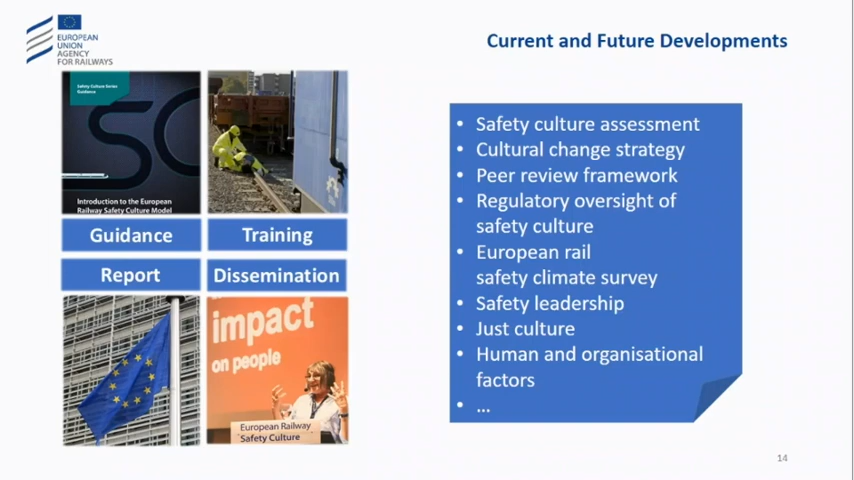 EUROPEAN
UNION
AGENCY
FOR RAILWAYS
Current and Future Developments
Safety Culture Series
Guidance
SC
Introduction to the European
Railway Safety Culture Model
Guidance
Training
Report
Dissemination
impact
on people
European Railway
Safety Culture
• Safety culture assessment
• Cultural change strategy
• Peer review framework
• Regulatory oversight of
safety culture
• European rail
safety climate survey
• Safety leadership
• Just culture
• Human and organisational
factors
• ...
14